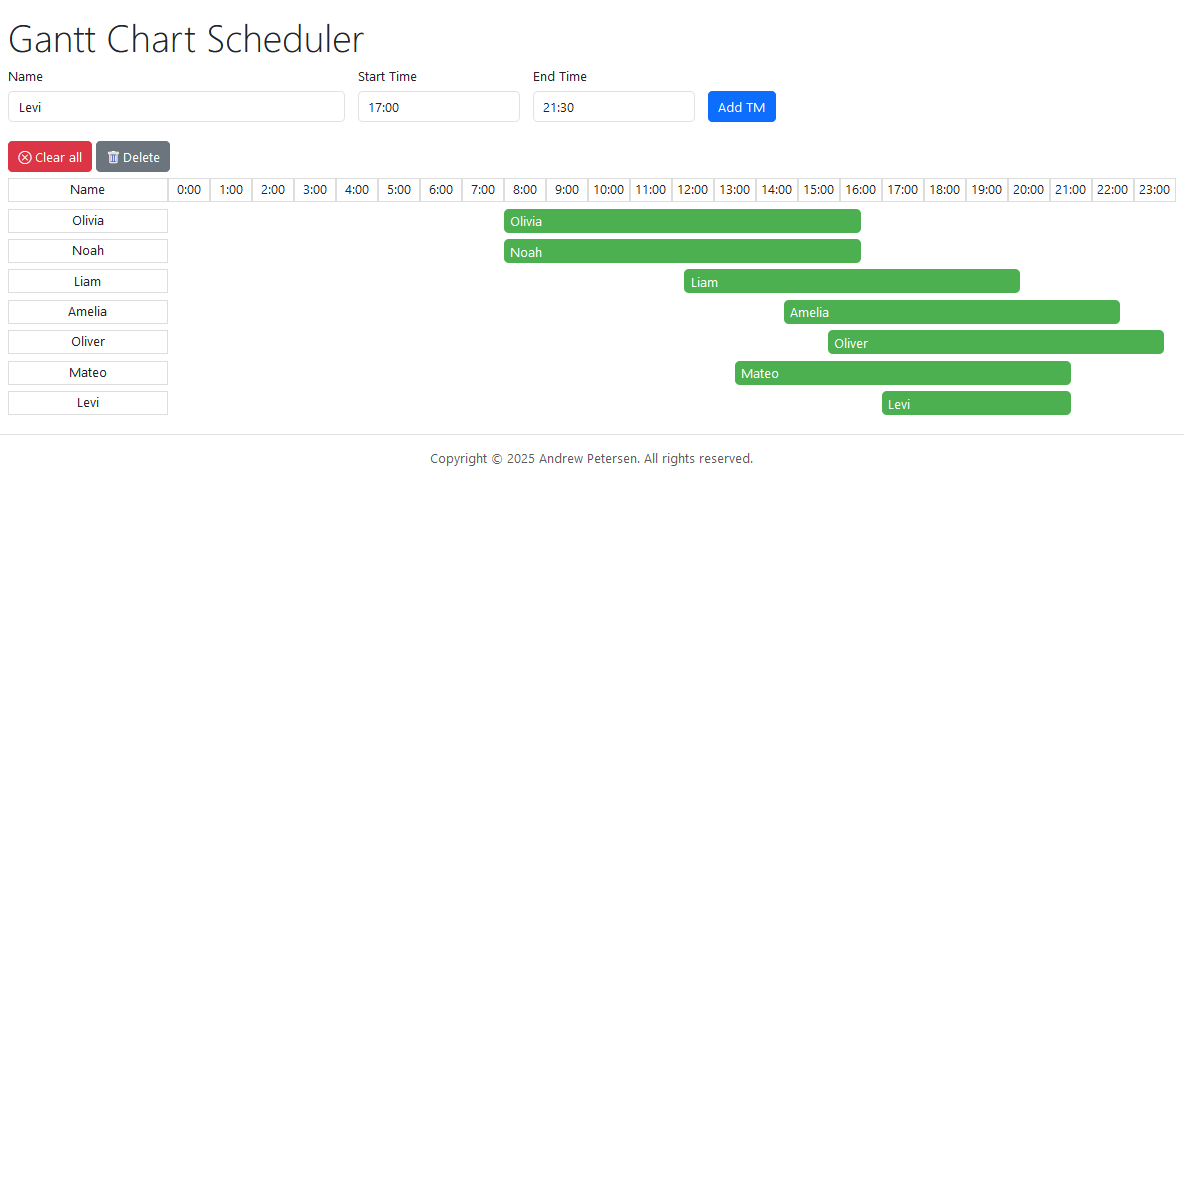 Gantt Chart Scheduler
Name Start Time End Time
Levi 17:00 21:30 Add TM
Clear all Delete
Name 0:00 1:00 2:00 3:00 4:00 5:00 6:00 7:00 8:00 9:00 10:00 11:00 12:00 13:00 14:00 15:00 16:00 17:00 18:00 19:00 20:00 21:00 22:00 23:00
Olivia Olivia
Noah Noah
Liam Liam
Amelia Amelia
Oliver Oliver
Mateo Mateo
Levi Levi
Copyright © 2025 Andrew Petersen. All rights reserved.